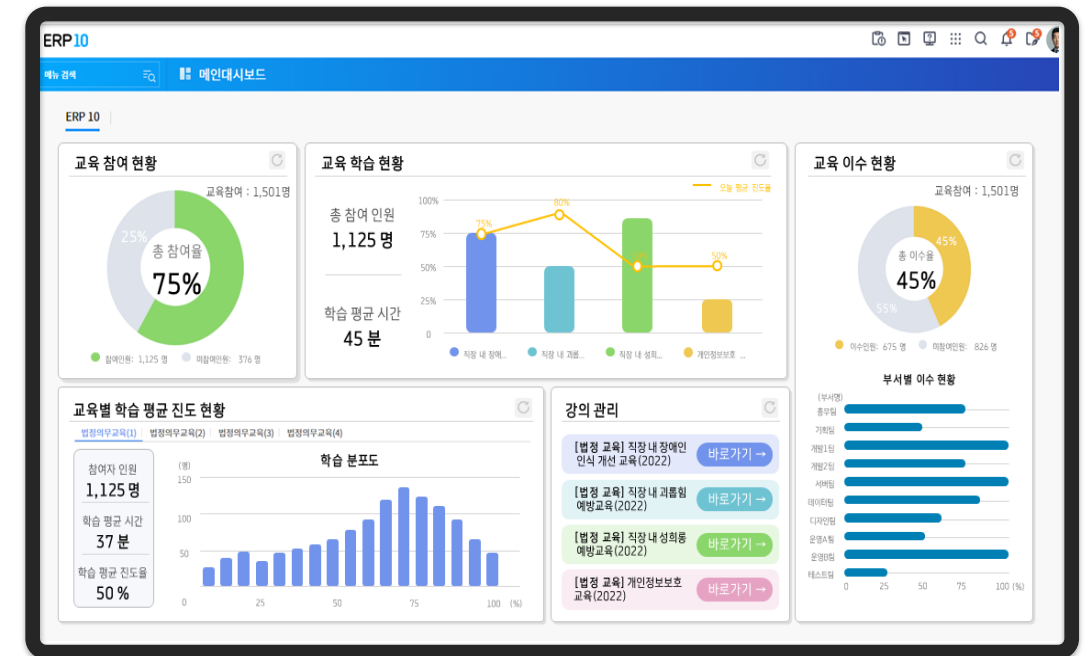 ERP10
5
5
메뉴 검색
메인대시보드
ERP 10
교육 참여 현황
교육참여 : 1,501명
25%
총 참여율
75%
참여인원: 1,125 명
미참여인원: 376 명
교육 학습 현황
오늘 평균 진도율
총 참여 인원
1,125 명
학습 평균 시간
45 분
100%
75%
50%
25%
0
75%
80%
50%
직장 내 장애...
직장 내 괴롭...
직장 내 성희...
개인정보보호 ...
교육 이수 현황
교육참여 : 1,501명
45%
총 이수율
45%
55%
이수인원: 675 명
미참여인원: 826 명
부서별 이수 현황
(부서명)
총무팀
기획팀
개발1팀
개발2팀
서버팀
데이터팀
디자인팀
운영A팀
운영B팀
테스트팀
0 25 50 75 100 (%)
교육별 학습 평균 진도 현황
법정의무교육(1) 법정의무교육(2) 법정의무교육(3) 법정의무교육(4)
참여자 인원
1,125 명
학습 평균 시간
37 분
학습 평균 진도율
50 %
학습 분포도
(명)
150
100
50
0 25 50 75 100 (%)
강의 관리
[법정 교육] 직장 내 장애인
인식 개선 교육(2022)
바로가기 →
[법정 교육] 직장 내 괴롭힘
예방교육(2022)
바로가기 →
[법정 교육] 직장 내 성희롱
예방교육(2022)
바로가기 →
[법정 교육] 개인정보보호
교육(2022)
바로가기 →